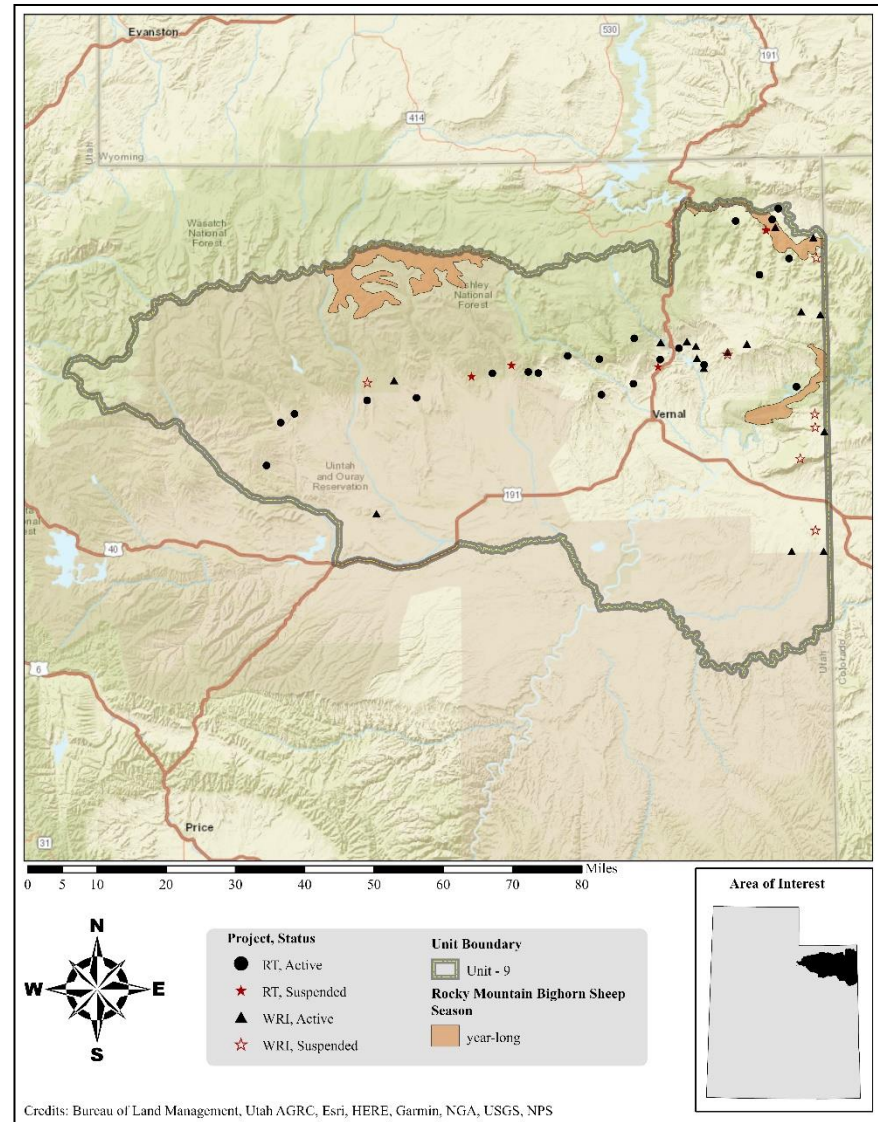 Evanston
530
191
414
Utah
Wyoming
Wasatch
National
Forest
Ashley
National
Forest
Vernal
Uintah
and Ouray
Reservation
191
40
6
Utah
Colorado
Price
31
Miles
0 5 10 20 30 40 50 60 70 80
N
W E
S
Project, Status
RT, Active
RT, Suspended
WRI, Active
WRI, Suspended
Unit Boundary
Unit - 9
Rocky Mountain Bighorn Sheep
Season
year-long
Area of Interest
Credits: Bureau of Land Management, Utah AGRC, Esri, HERE, Garmin, NGA, USGS, NPS